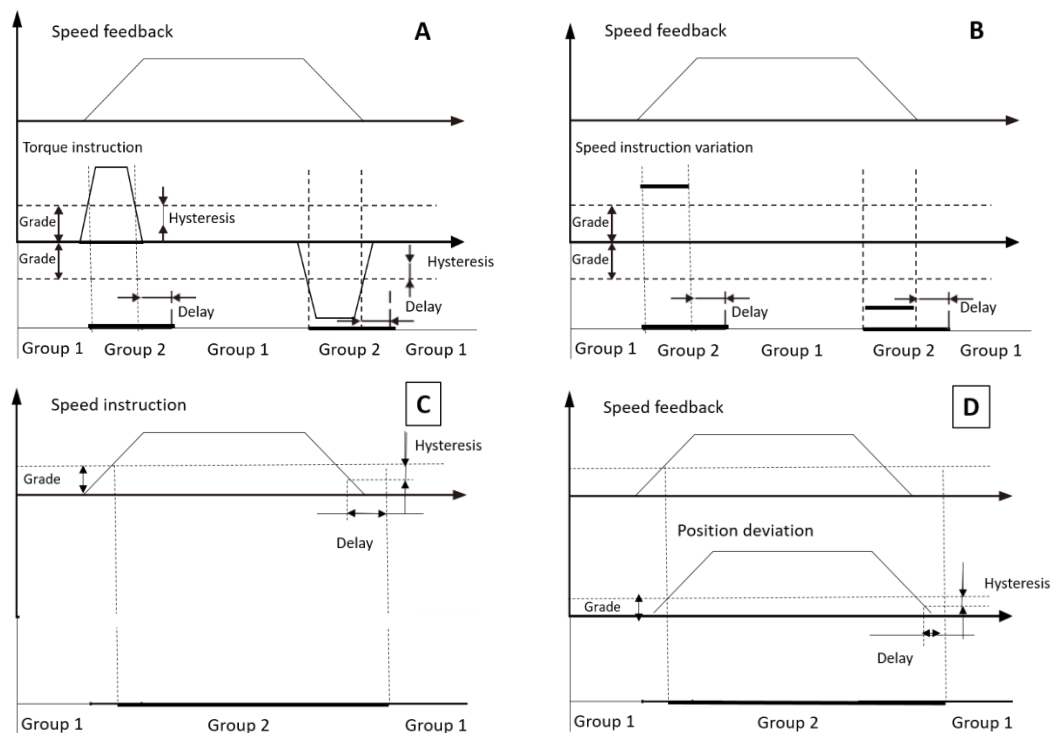 Speed feedback
A
Torque instruction
Grade
Hysteresis
Grade
Hysteresis
Delay
Delay
Group 1 Group 2 Group 1 Group 2 Group 1
Speed feedback
B
Speed instruction variation
Grade
Grade
Delay
Delay
Group 1 Group 2 Group 1 Group 2 Group 1
Speed instruction
C
Hysteresis
Grade
Delay
Group 1 Group 2 Group 1
Speed feedback
D
Position deviation
Hysteresis
Grade
Delay
Group 1 Group 2 Group 1